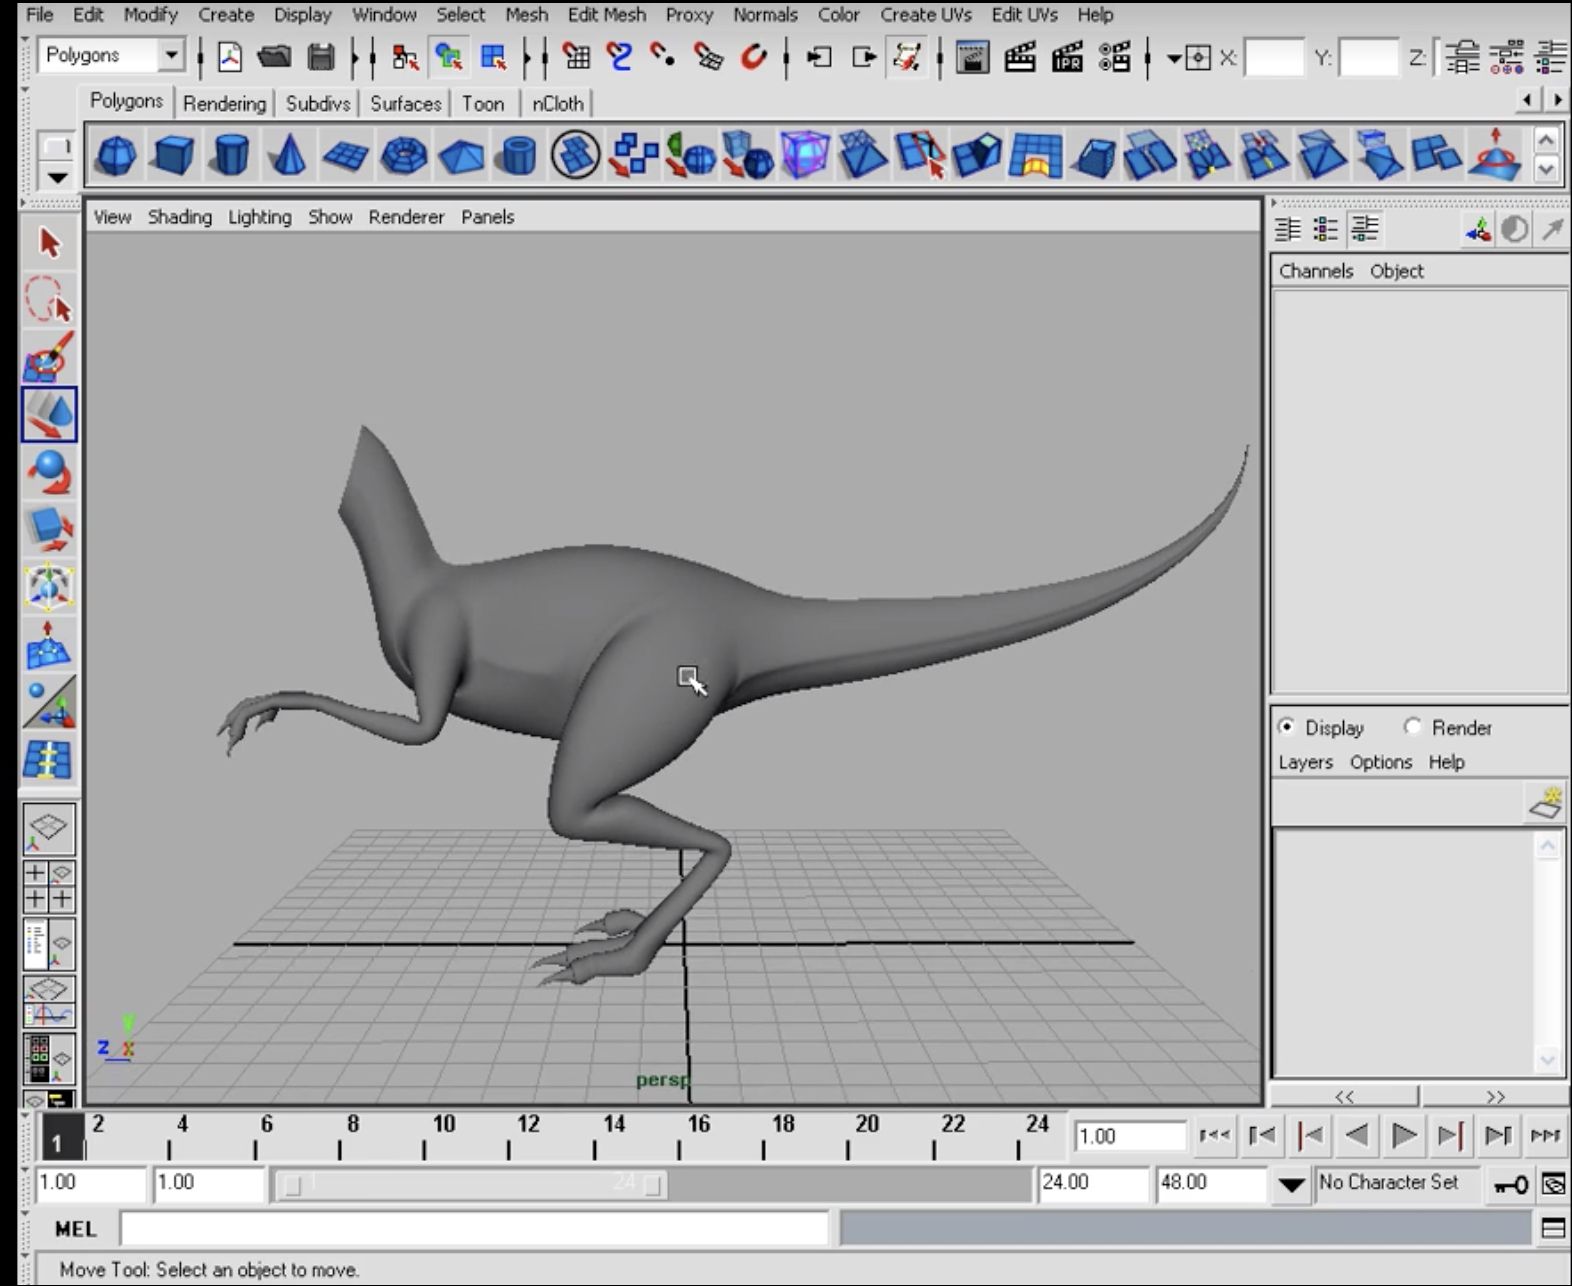 File Edit Modify Create Display Window Select Mesh Edit Mesh Proxy Normals Color Create UVs Edit UVs Help
Polygons IPR X: Y: Z:
Polygons Rendering Subdivs Surfaces Toon nCloth
View Shading Lighting Show Renderer Panels
Channels Object
Display Render
Layers Options Help
y
z x
persp
<< >>
1 2 4 6 8 10 12 14 16 18 20 22 24 1.00
1.00 1.00 1 24 24.00 48.00 No Character Set
MEL
Move Tool: Select an object to move.